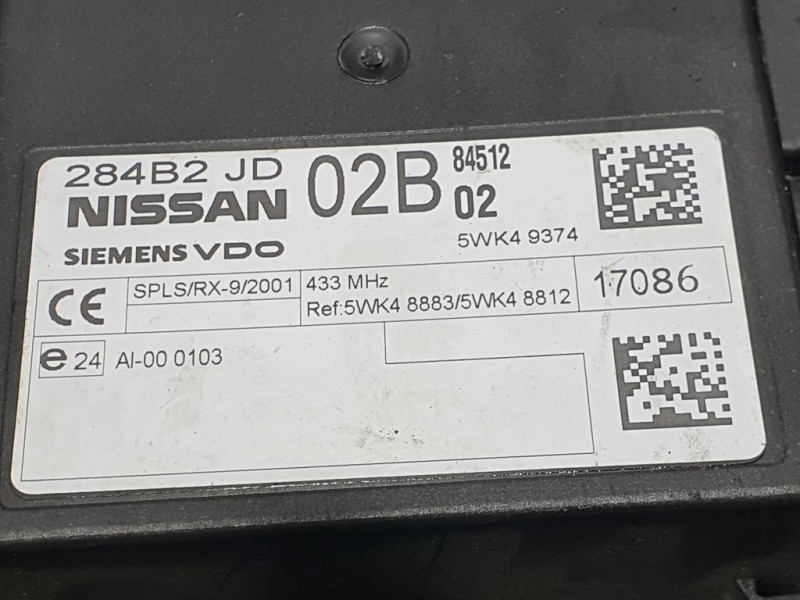 284B2 JD 02B 84512
NISSAN 02
SIEMENS VDO 5WK4 9374
CE SPLS/RX-9/2001 433 MHz 17086
Ref:5WK4 8883/5WK4 8812
e 24 AI-00 0103